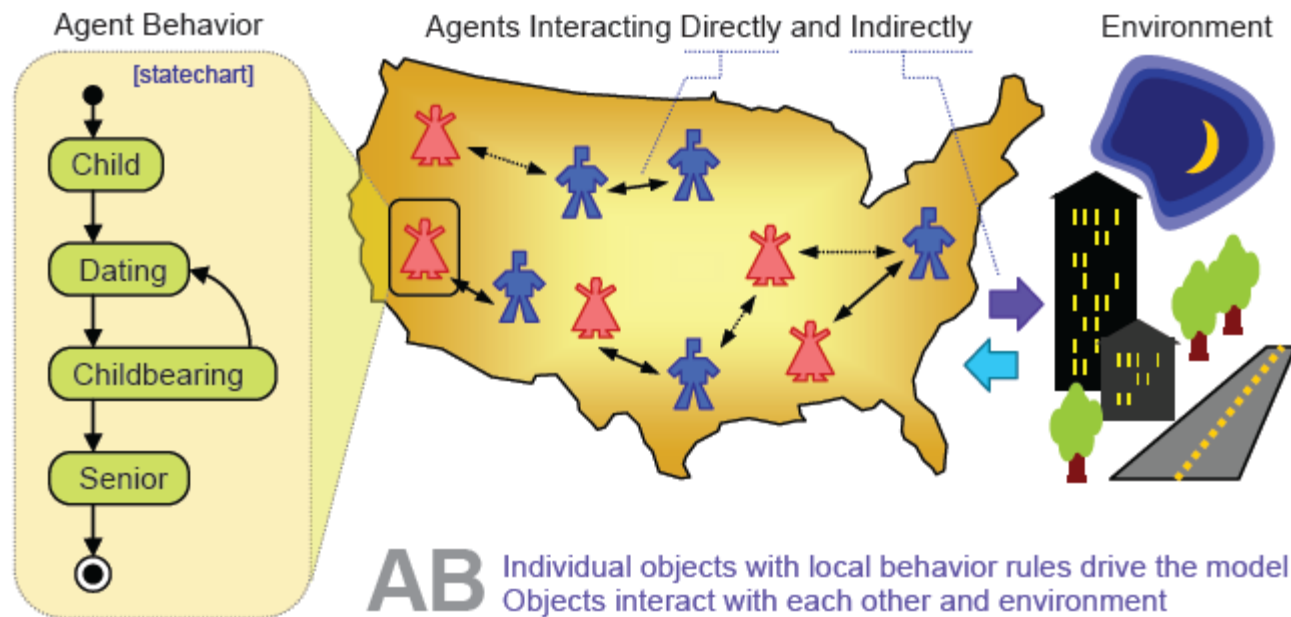 Agent Behavior
Agents Interacting Directly and Indirectly
Environment
[statechart]
Child
Dating
Childbearing
Senior
AB
Individual objects with local behavior rules drive the model
Objects interact with each other and environment